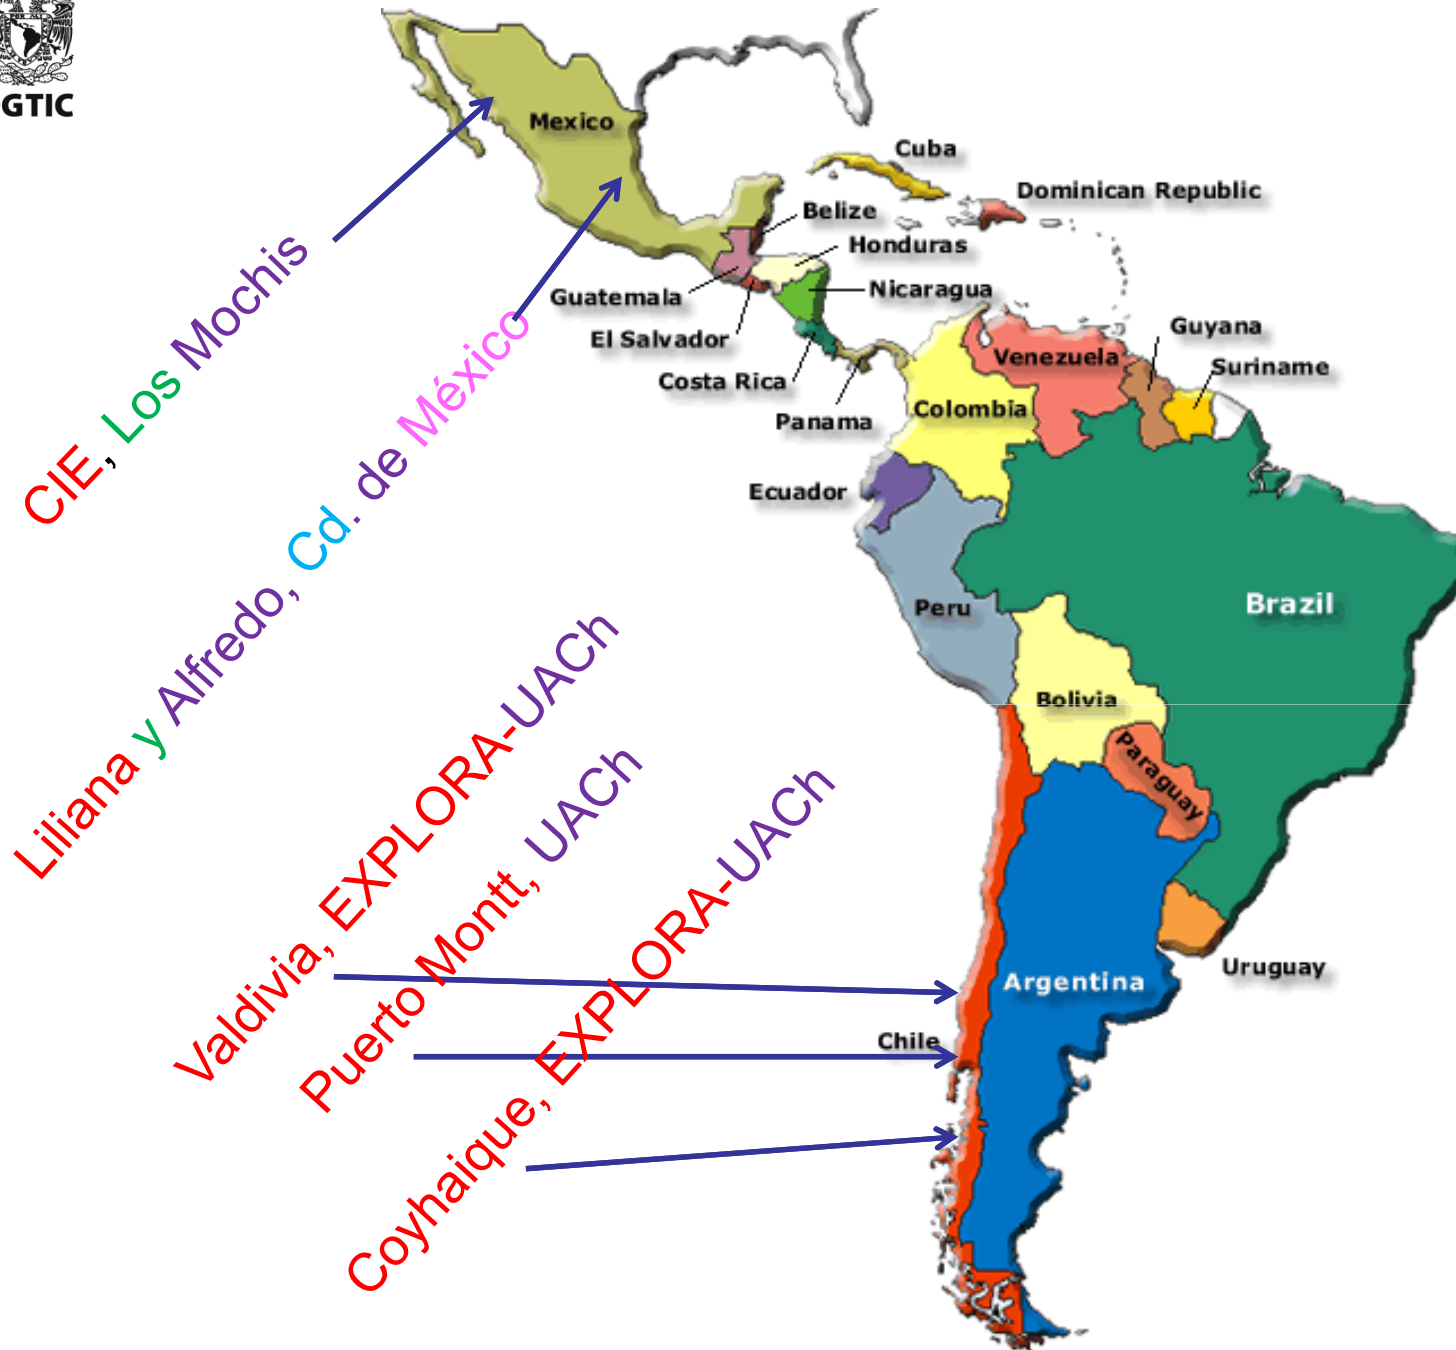 GTIC
Mexico
Cuba
Dominican Republic
Belize
Honduras
Guatemala
Nicaragua
El Salvador
Guyana
Venezuela
Suriname
Costa Rica
Colombia
Panama
Ecuador
Peru
Brazil
Bolivia
Paraguay
Uruguay
Argentina
Chile
CIE, Los Mochis
Liliana y Alfredo, Cd. de México
Valdivia, EXPLORA-UACh
Puerto Montt, UACh
Coyhaique, EXPLORA-UACh